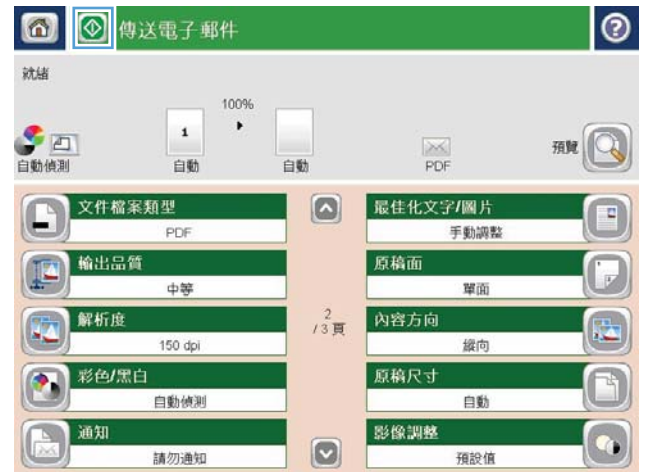 傳送電子郵件
?
就緒
100%
1
自動偵測
自動
自動
PDF
預覽
文件檔案類型
PDF
輸出品質
中等
解析度
150 dpi
彩色/黑白
自動偵測
通知
請勿通知
2
/3 頁
最佳化文字/圖片
手動調整
原稿面
單面
內容方向
縱向
原稿尺寸
自動
影像調整
預設值